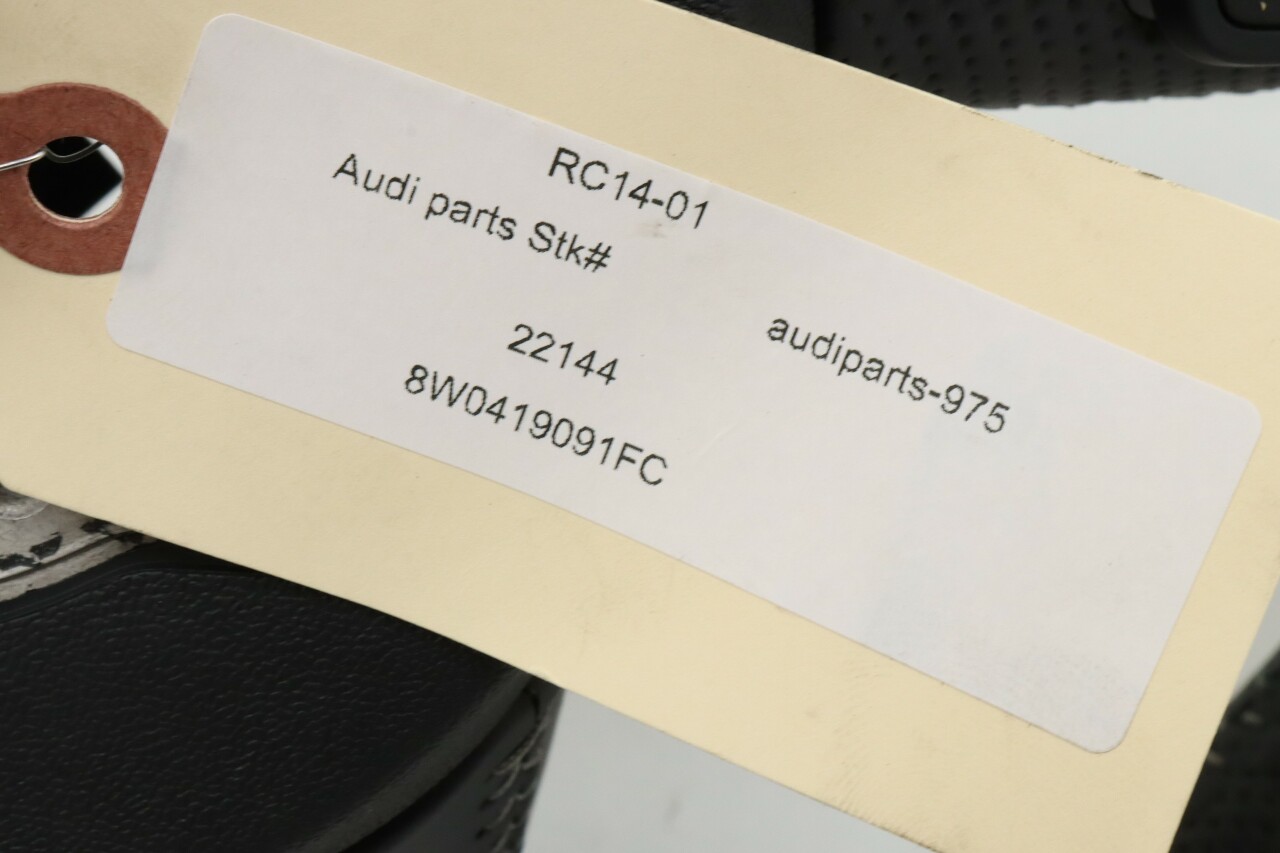 RC14-01
Audi parts Stk#
audiparts-975
22144
8W0419091FC